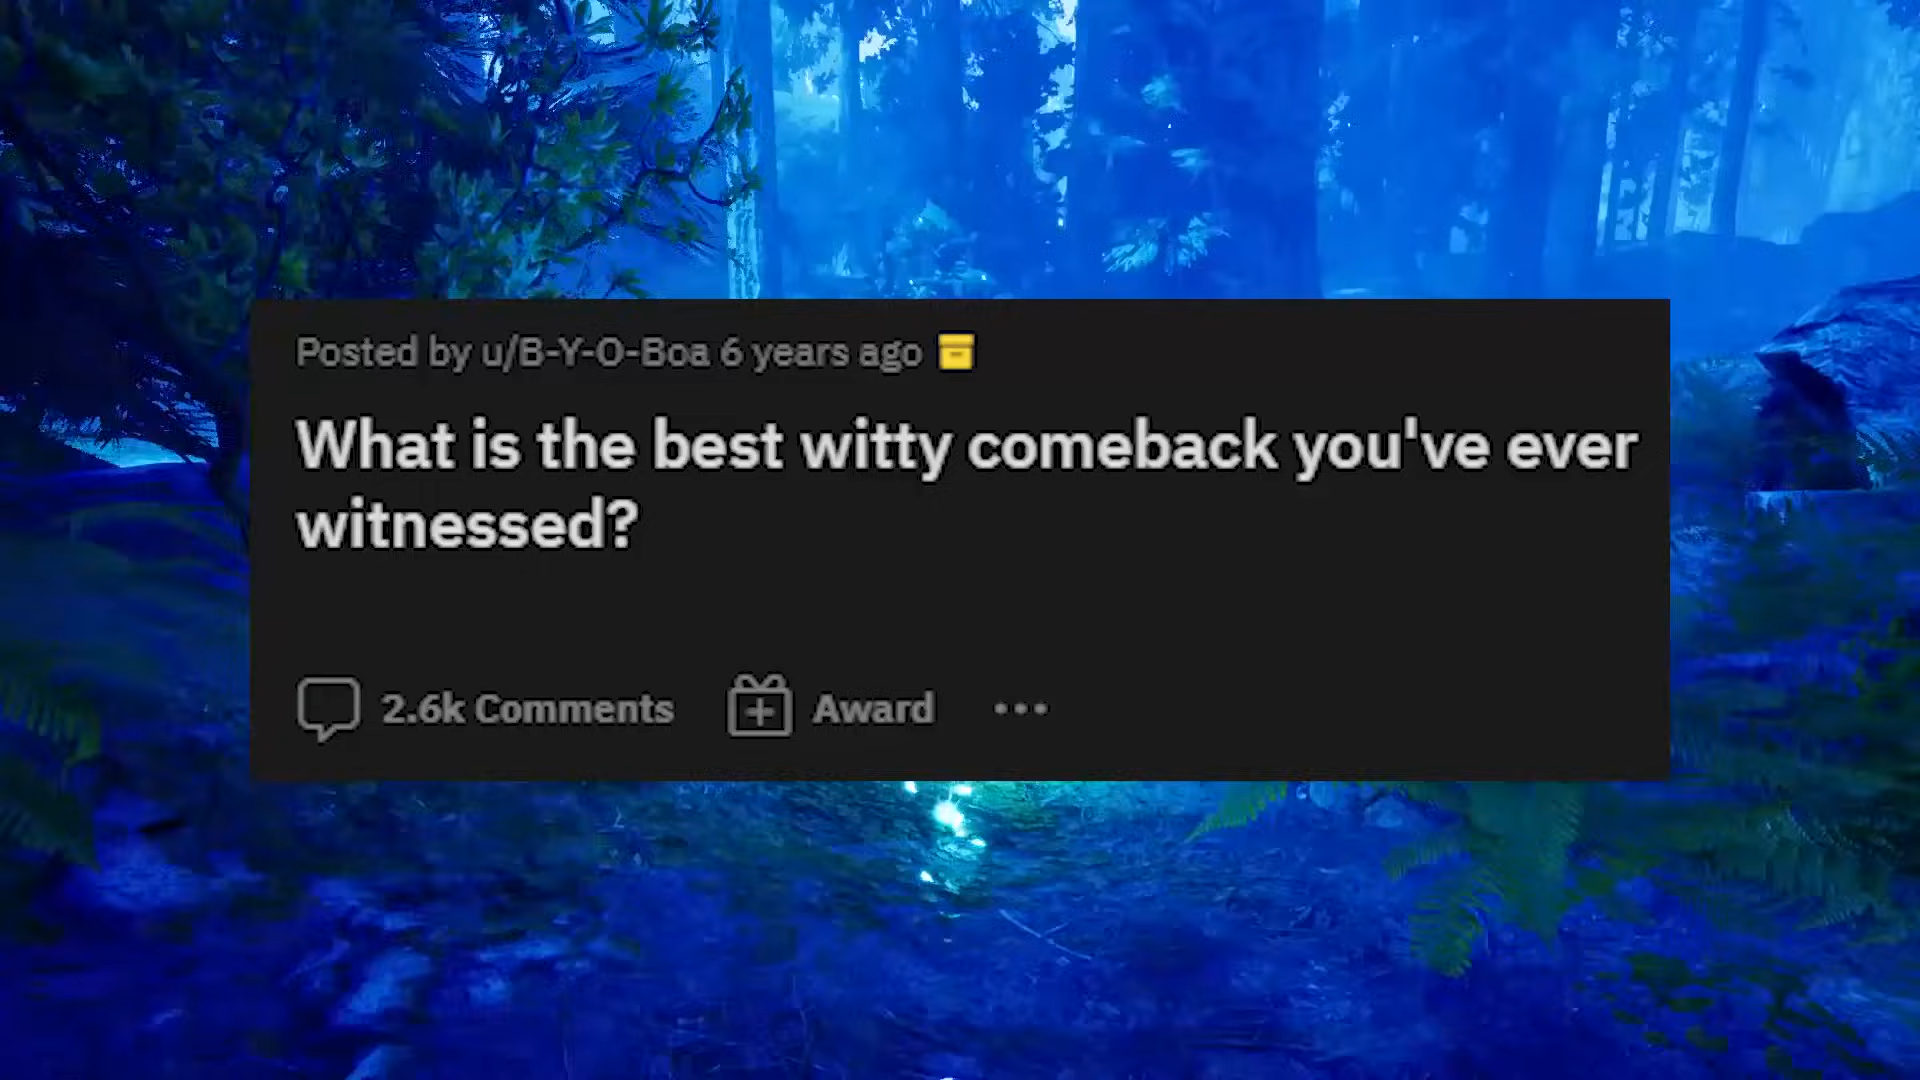 Posted by u/B-Y-O-Boa 6 years ago
What is the best witty comeback you've ever
witnessed?
2.6k Comments Award